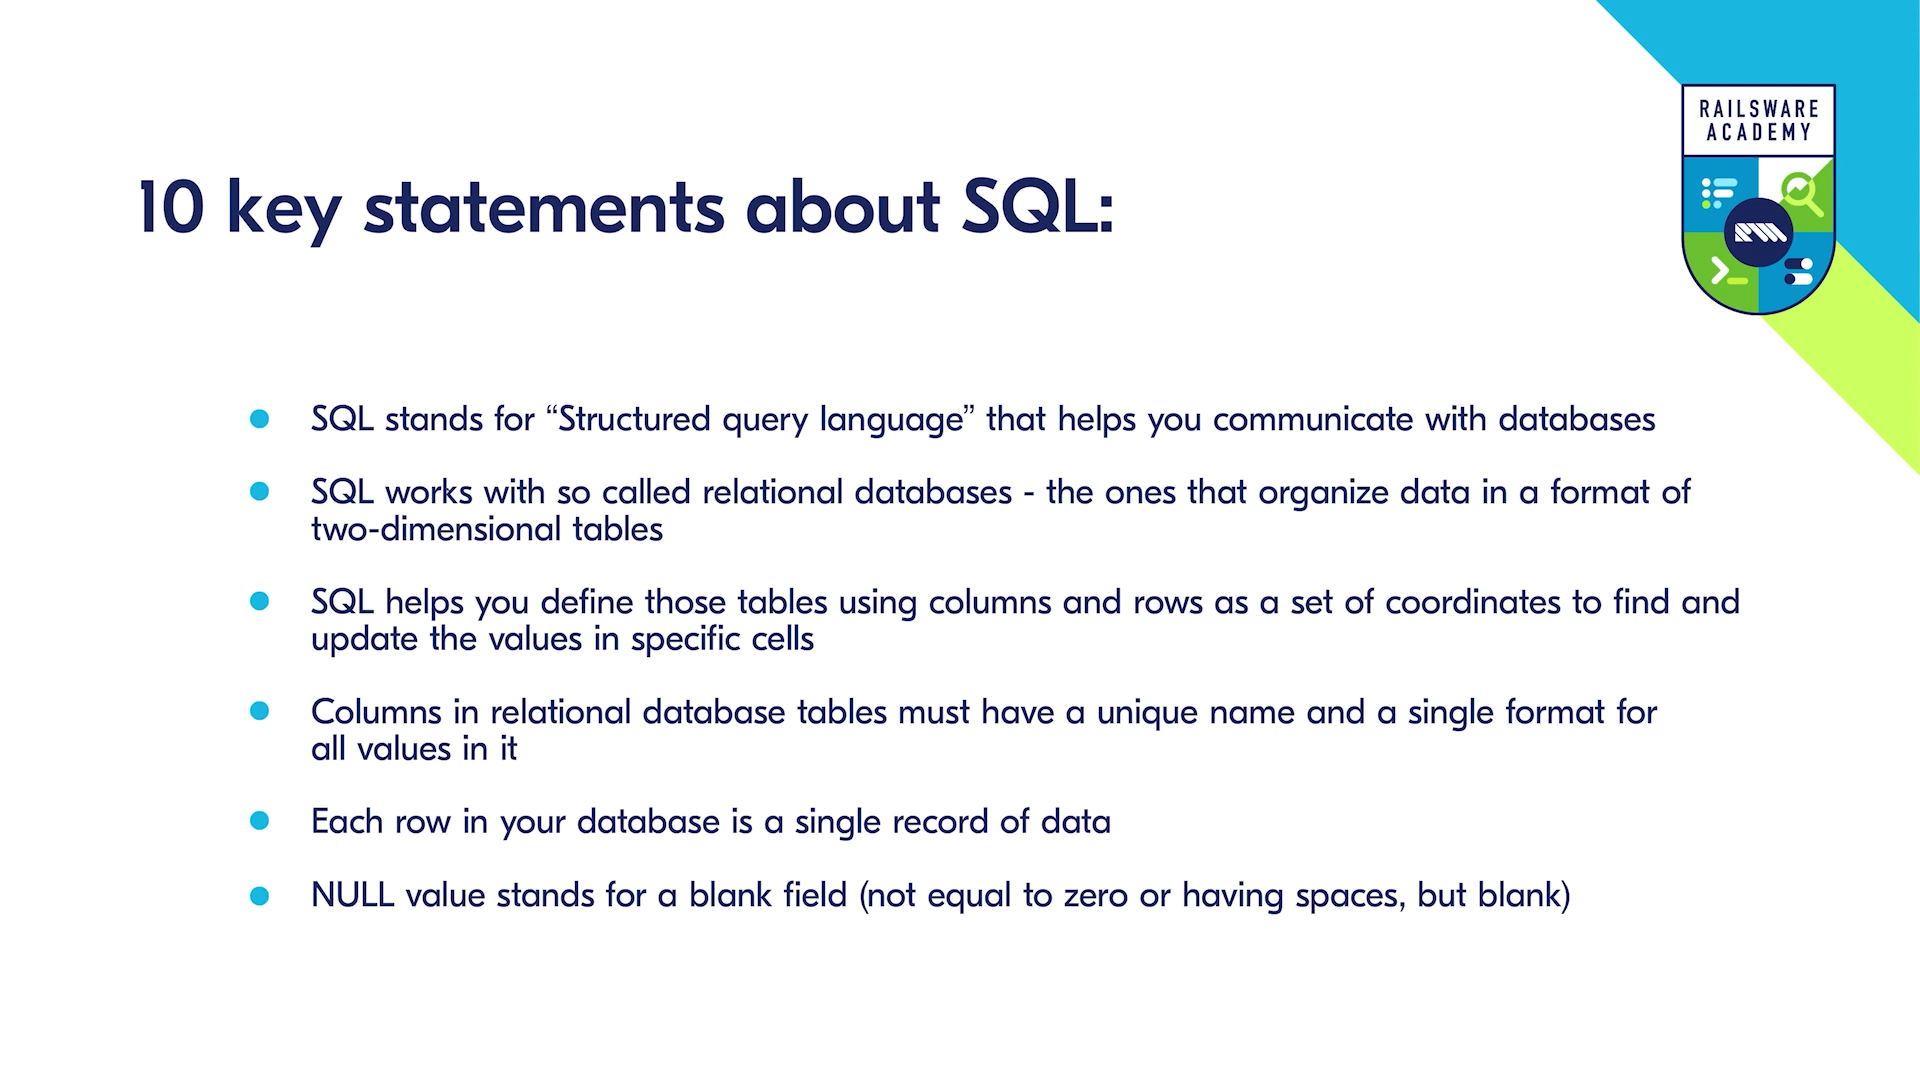 RAILSWARE
ACADEMY
10 key statements about SQL:
SQL stands for “Structured query language” that helps you communicate with databases
SQL works with so called relational databases - the ones that organize data in a format of
two-dimensional tables
SQL helps you define those tables using columns and rows as a set of coordinates to find and
update the values in specific cells
Columns in relational database tables must have a unique name and a single format for
all values in it
Each row in your database is a single record of data
NULL value stands for a blank field (not equal to zero or having spaces, but blank)